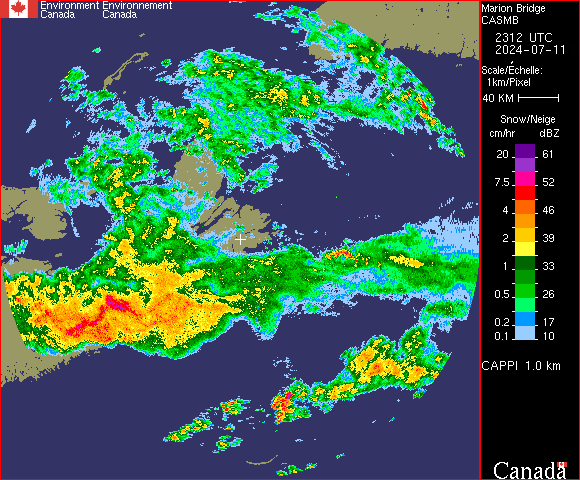 Environment Environnement
Canada Canada
Marion Bridge
CASMB
2312 UTC
2024-07-11
Scale/Échelle:
1km/Pixel
40 KM
Snow/Neige
cm/hr dBZ
20 61
7.5 52
4 46
2 39
1 33
0.5 26
0.2 17
0.1 10
CAPPI 1.0 km
Canada